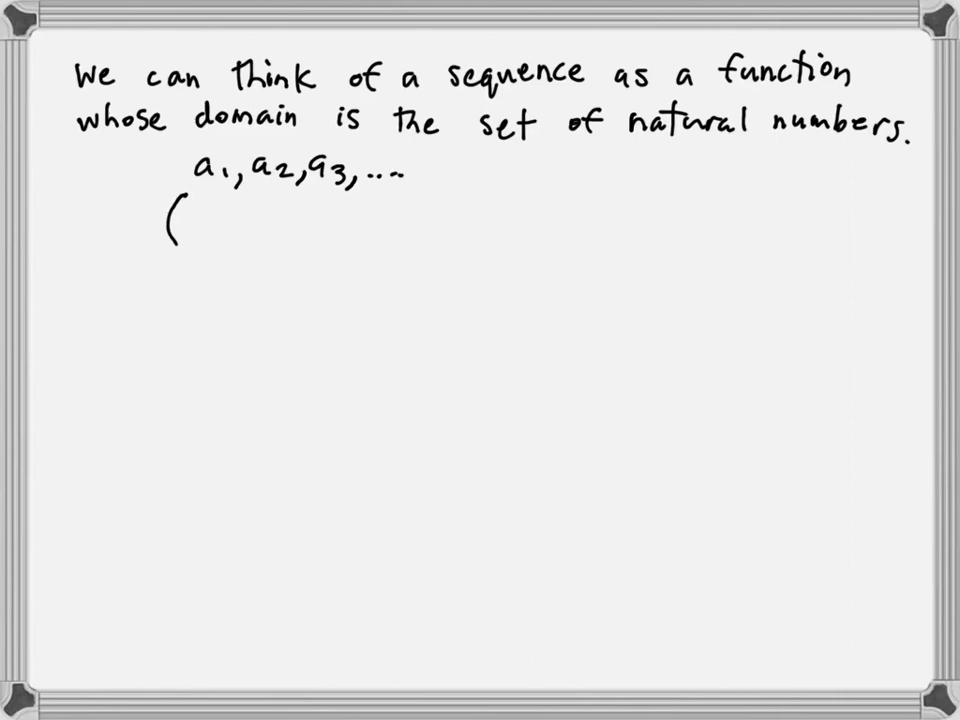 We can think of a sequence as a function
whose domain is the set of natural numbers.
a1, a2, a3, ....
(